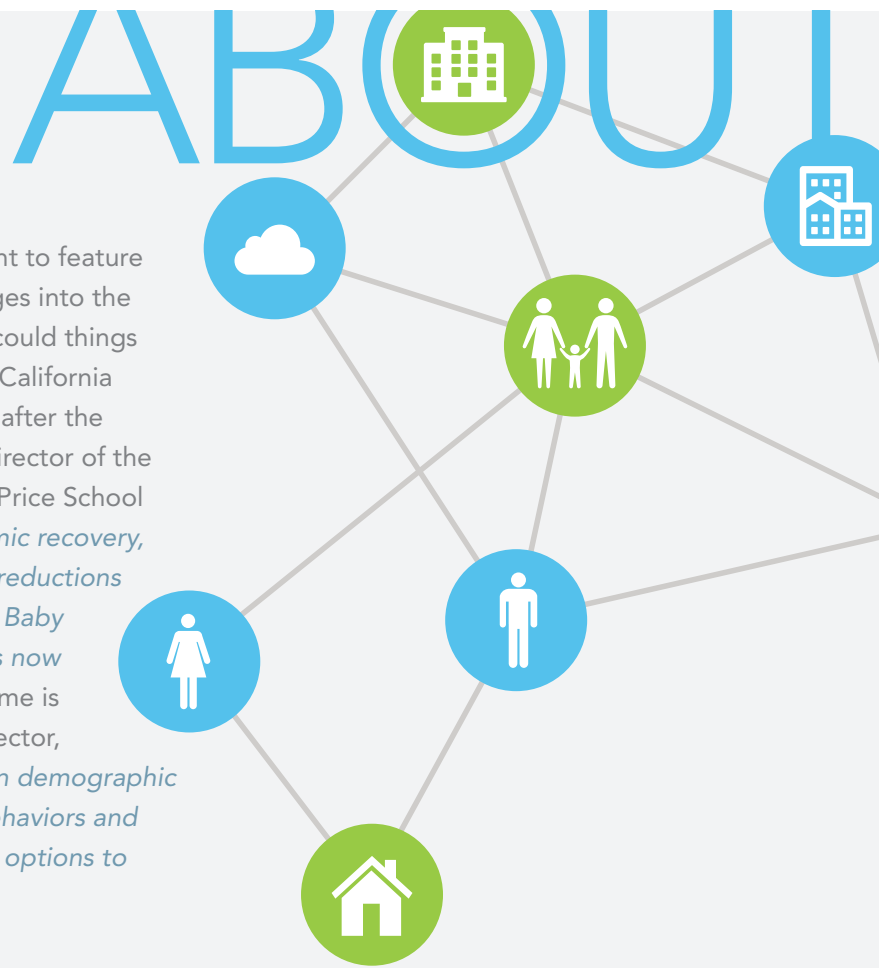 ABOUT
nt to feature
ges into the
could things
California
after the
irector of the
Price School
nic recovery,
reductions
Baby
s now
me is
ector,
n demographic
haviors and
options to